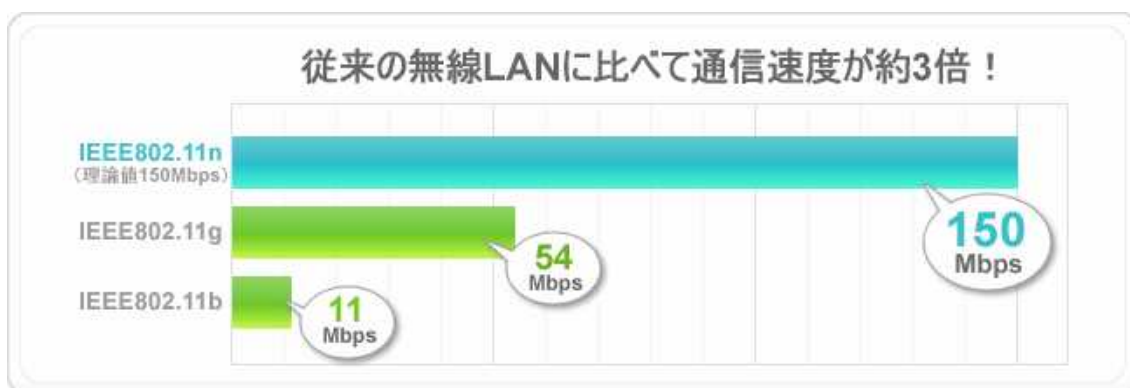 従来の無線LANに比べて通信速度が約3倍！
IEEE802.11n
（理論値150Mbps）
150
Mbps
IEEE802.11g
54
Mbps
IEEE802.11b
11
Mbps